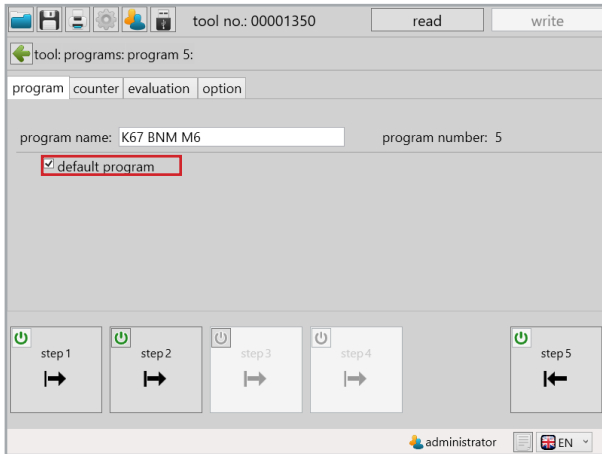 tool no.: 00001350 read write
tool: programs: program 5:
program counter evaluation option
program name: K67 BNM M6 program number: 5
default program
step 1 step 2 step 3 step 4 step 5
administrator EN